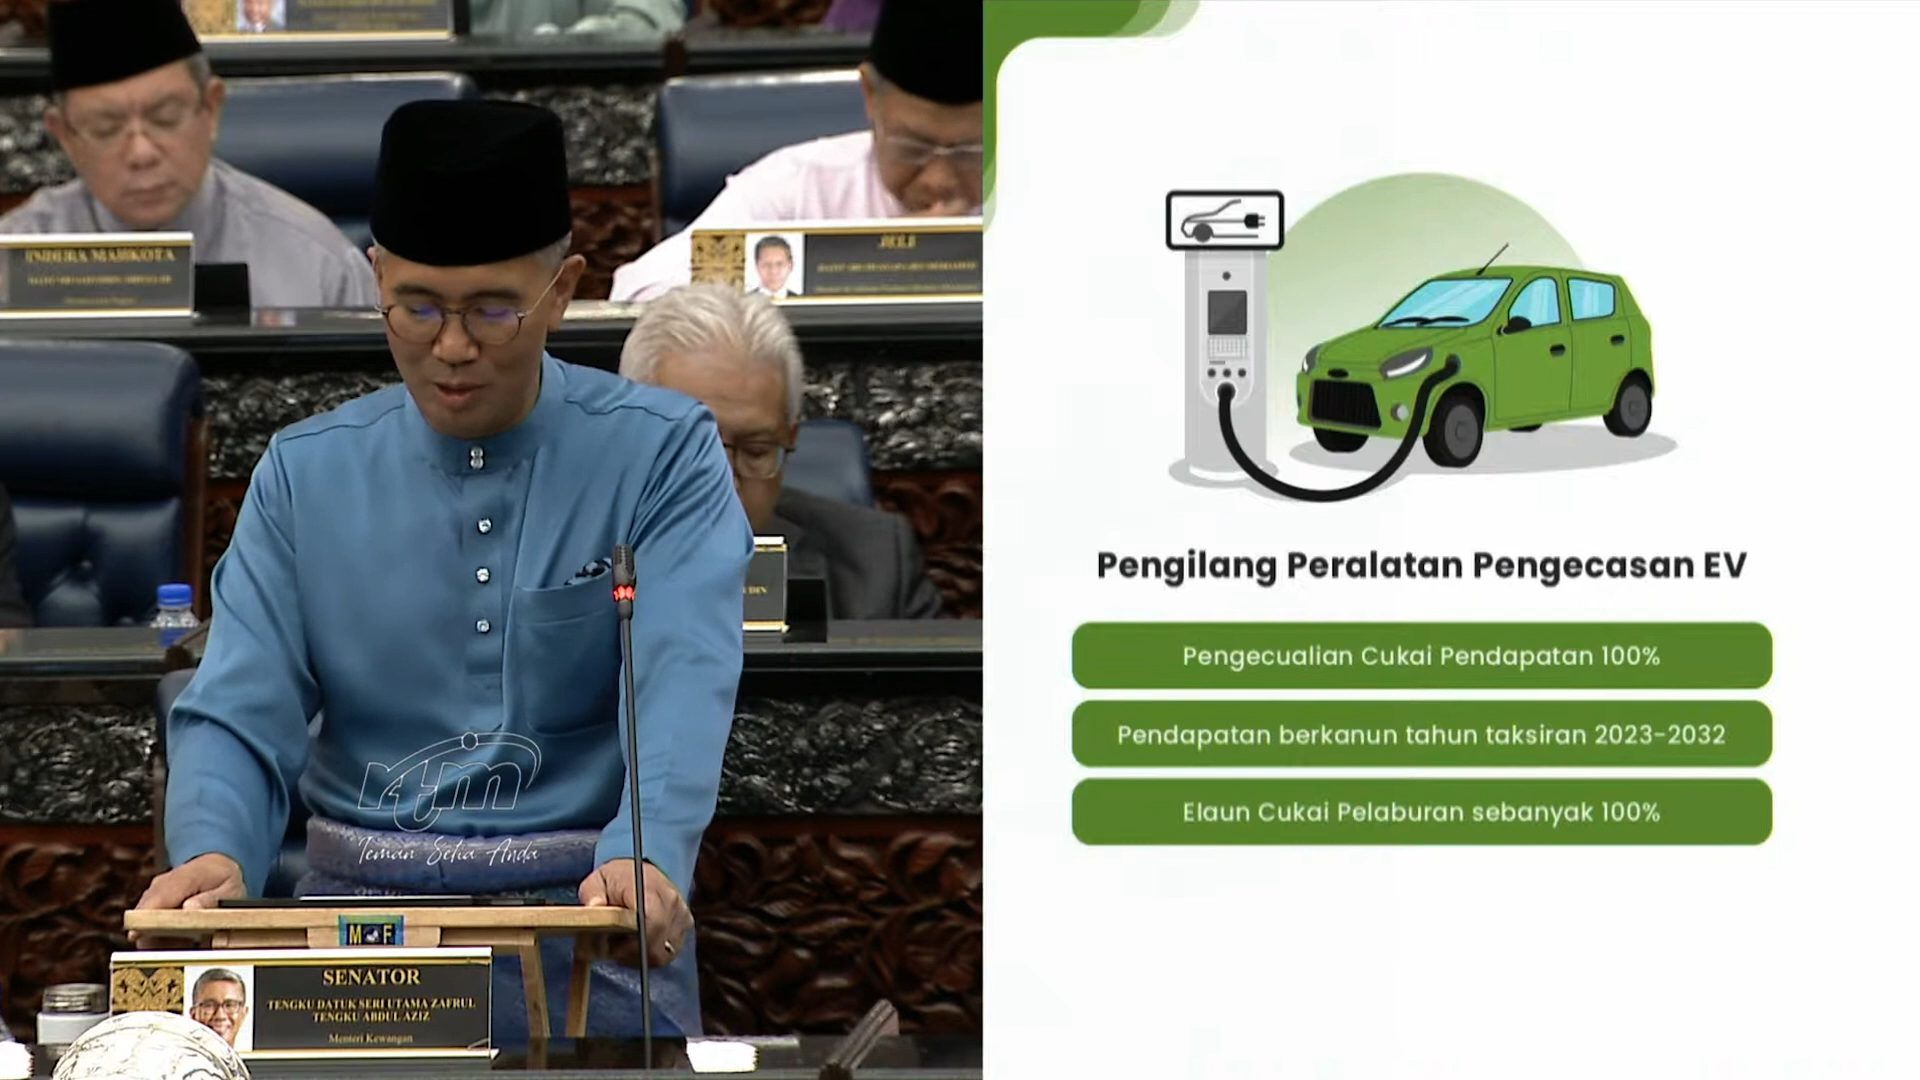 INDERA MAHKOTA
JELI
rtm
Teman Setia Anda
M F
SENATOR
TENGKU DATUK SERI UTAMA ZAFRUL
TENGKU ABDUL AZIZ
Menteri Kewangan
Pengilang Peralatan Pengecasan EV
Pengecualian Cukai Pendapatan 100%
Pendapatan berkanun tahun taksiran 2023-2032
Elaun Cukai Pelaburan sebanyak 100%